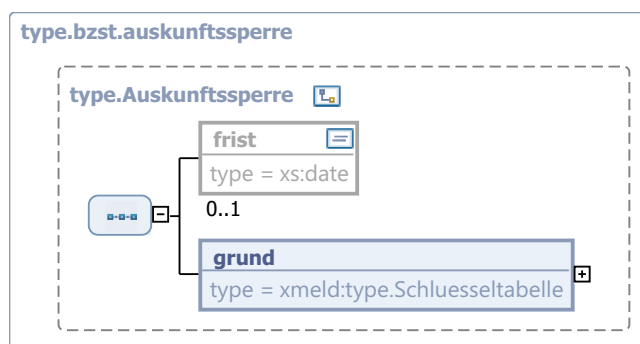 type.bzst.auskunftssperre
type.Auskunftssperre
frist
type = xs:date
0..1
grund
type = xmeld:type.Schluesseltabelle